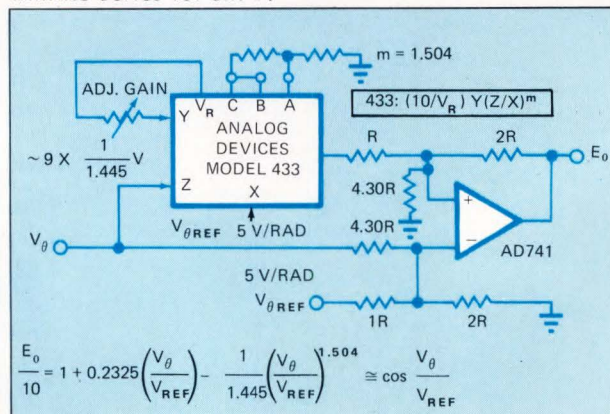 m = 1.504
ADJ. GAIN
V_R C B A
433: (10/V_R) Y(Z/X)^m
Y
ANALOG
DEVICES
MODEL 433
R
2R
E_0
~ 9 X 1/1.445 V
Z
X
4.30R
+
V_θREF 5 V/RAD
4.30R
–
AD741
V_θ
5 V/RAD
V_θREF
1R
2R
E_0/10 = 1 + 0.2325 (V_θ/V_REF) – 1/1.445 (V_θ/V_REF)^1.504 ≅ cos V_θ/V_REF